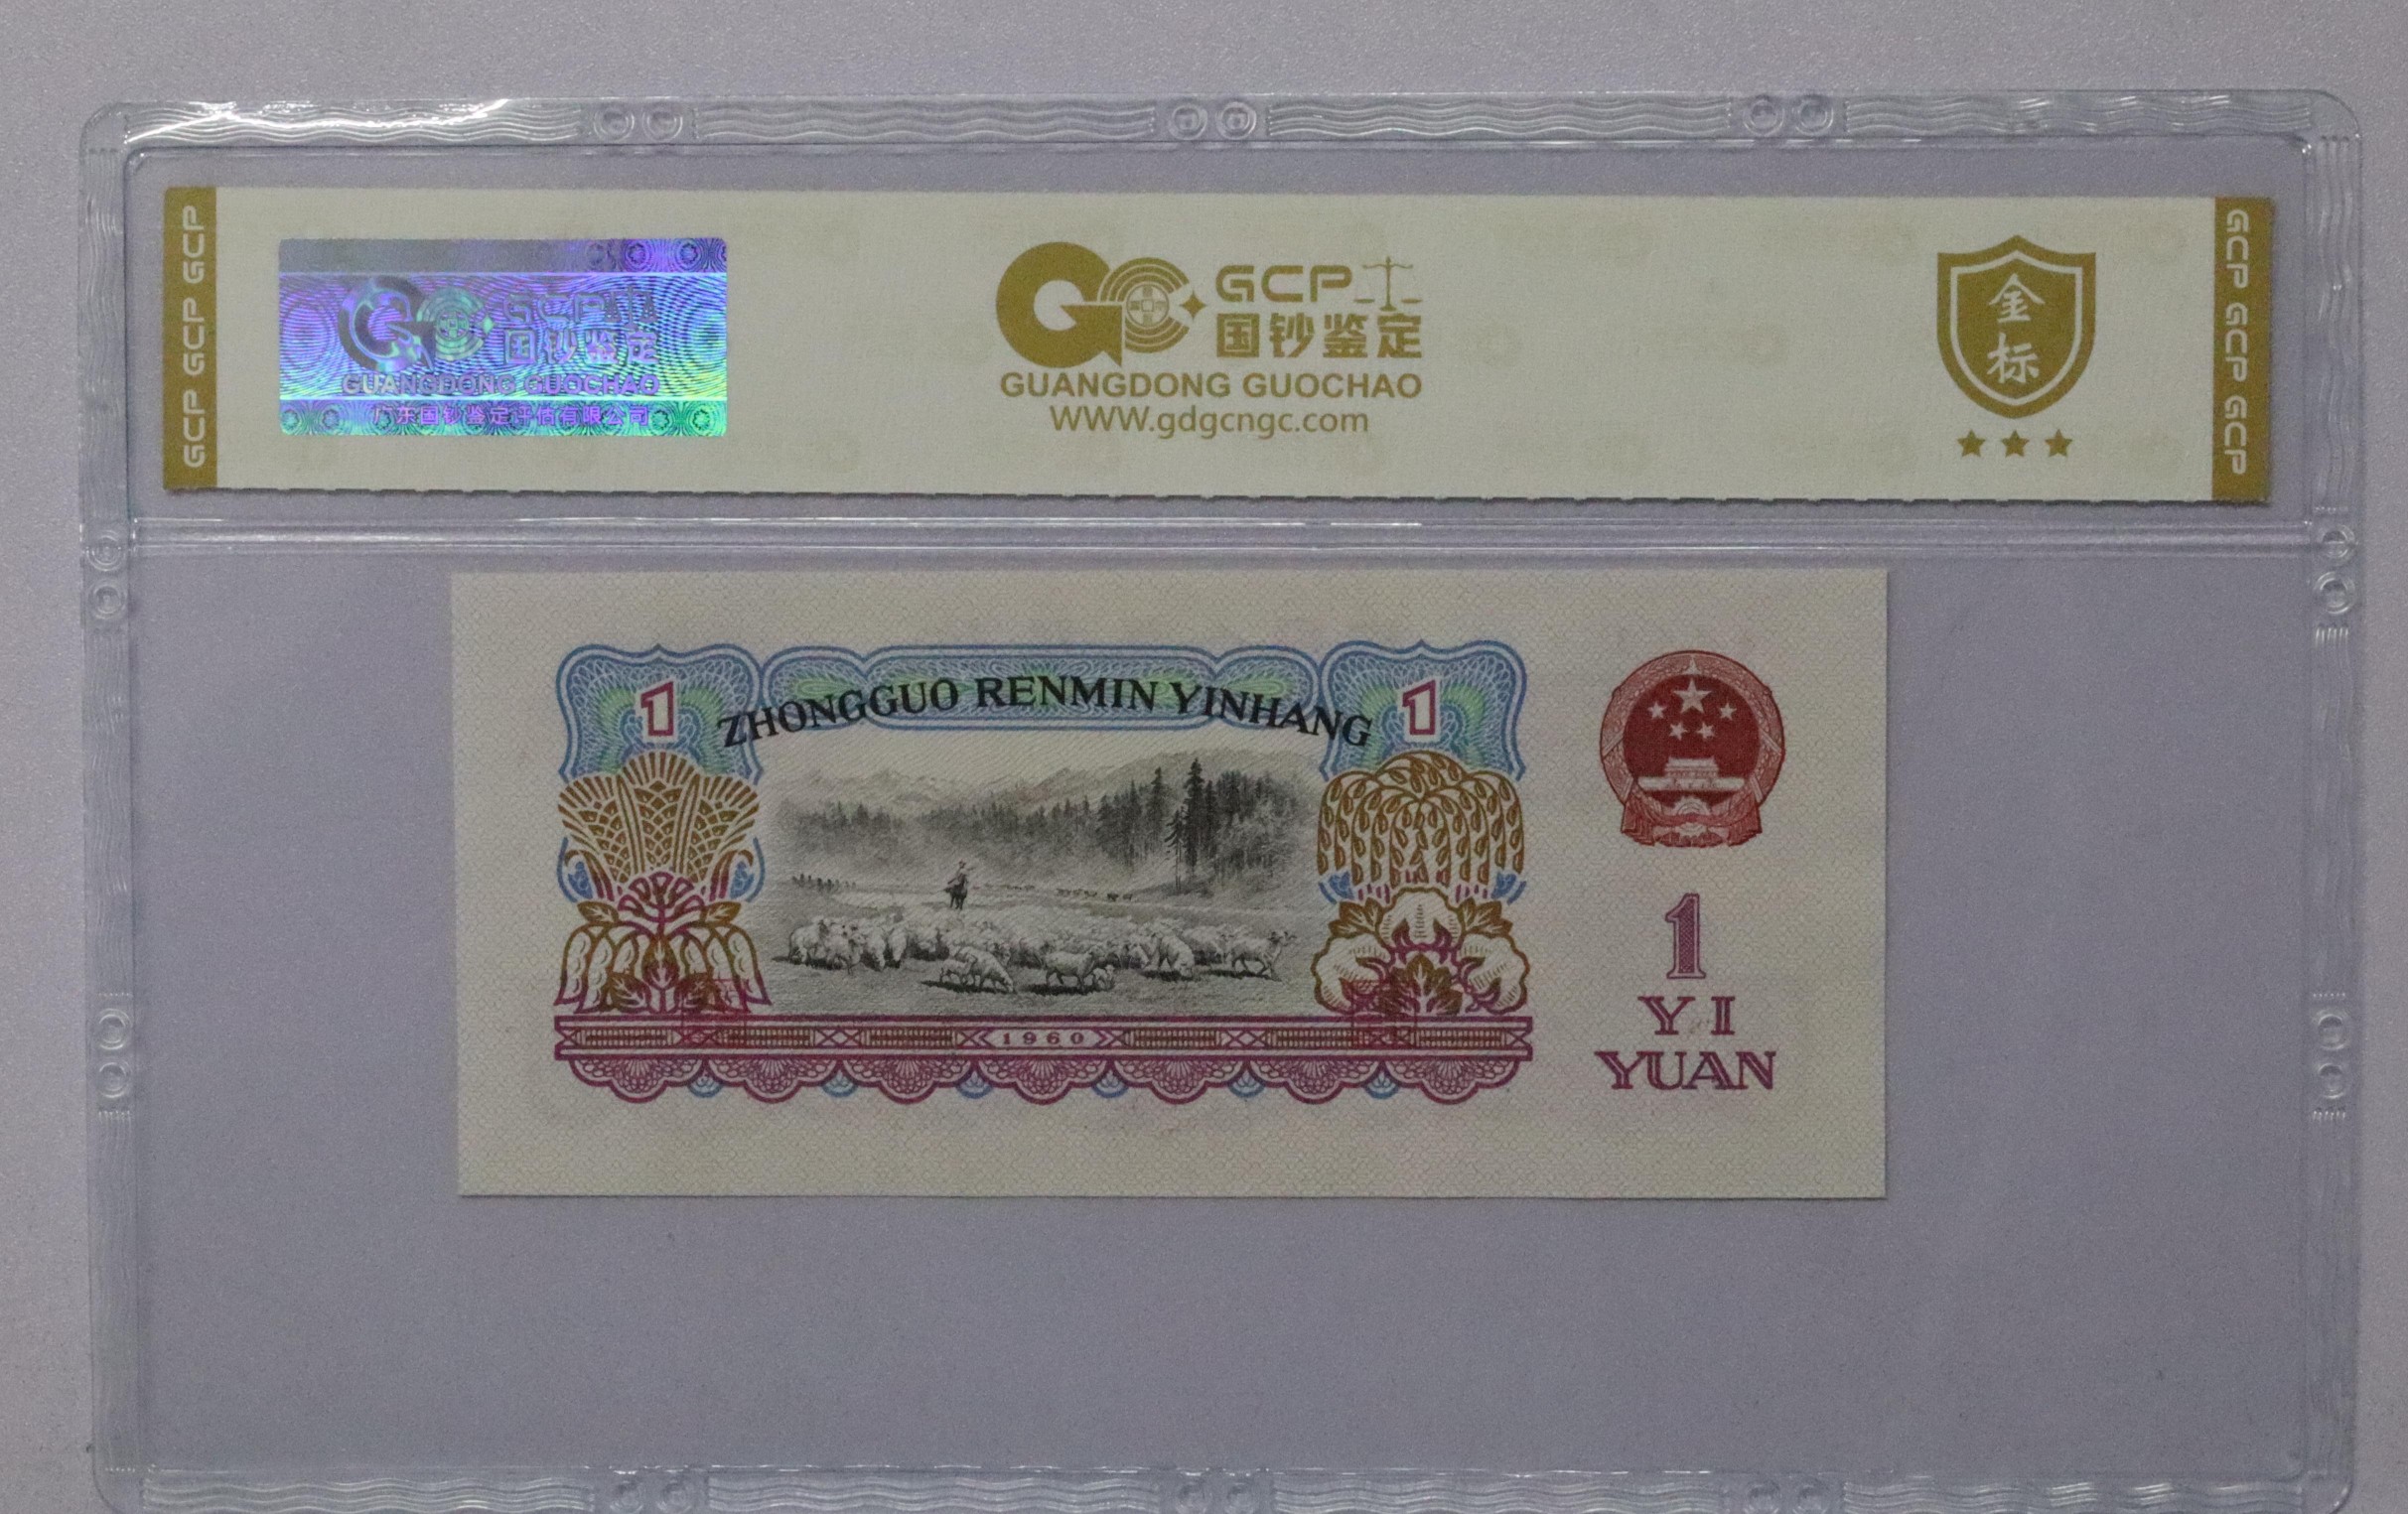 GCP GCP GCP
GCP
国钞鉴定
GUANGDONG GUOCHAO
广东国钞鉴定评估有限公司
GCP
国钞鉴定
GUANGDONG GUOCHAO
WWW.gdgcngc.com
金
标
GCP GCP GCP
1
ZHONGGUO RENMIN YINHANG
1
1960
1
YI
YUAN